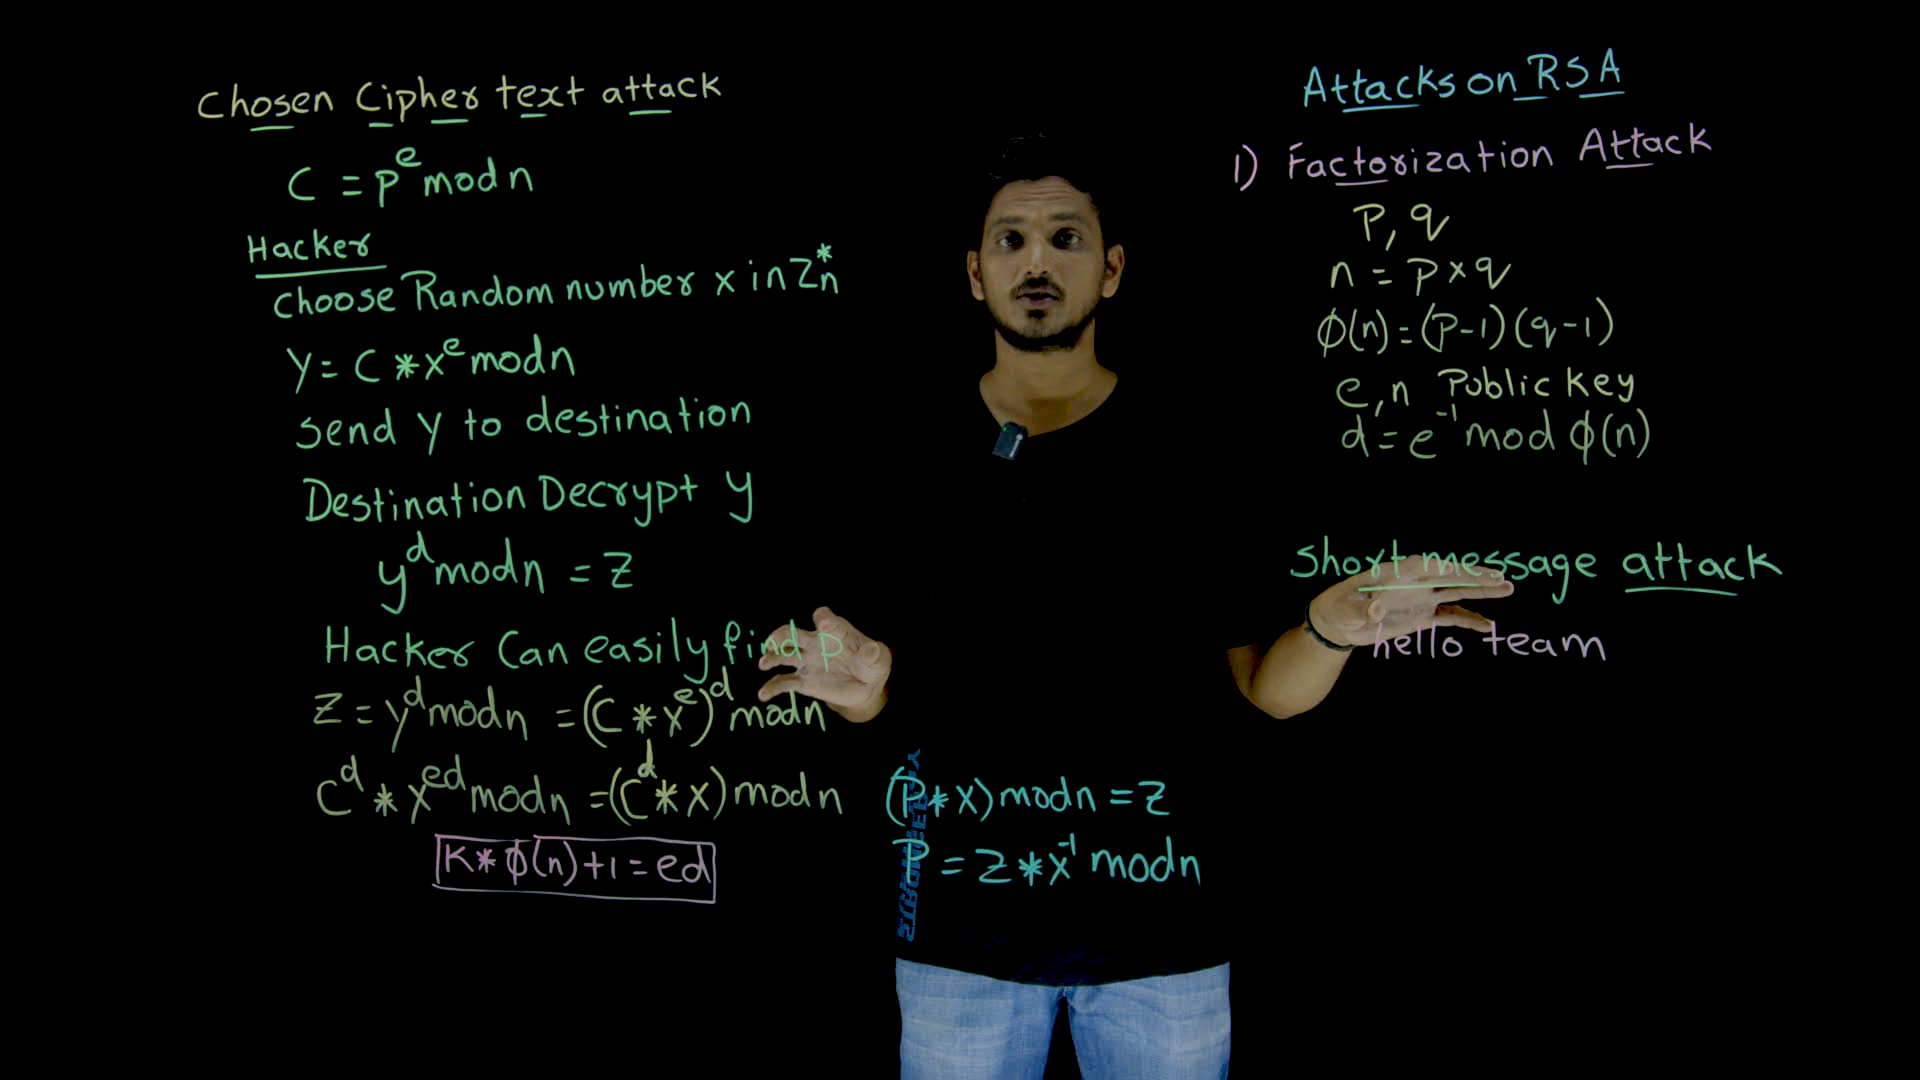 Chosen Cipher text attack
C = p^e mod n
Hacker
Choose Random number x in Zn*
Y = C * x^e mod n
Send Y to destination
Destination Decrypt y
y^d mod n = Z
Hacker Can easily find P
Z = y^d mod n = (C * x^e)^d mod n
C^d * x^ed mod n = (C^d * x) mod n
K * φ(n) + 1 = ed
(P * x) mod n = Z
P = Z * x^-1 mod n
Attacks on RSA
1) Factorization Attack
P, q
n = p × q
φ(n) = (p-1) (q-1)
e, n Public key
d = e^-1 mod φ(n)
Short message attack
hello team